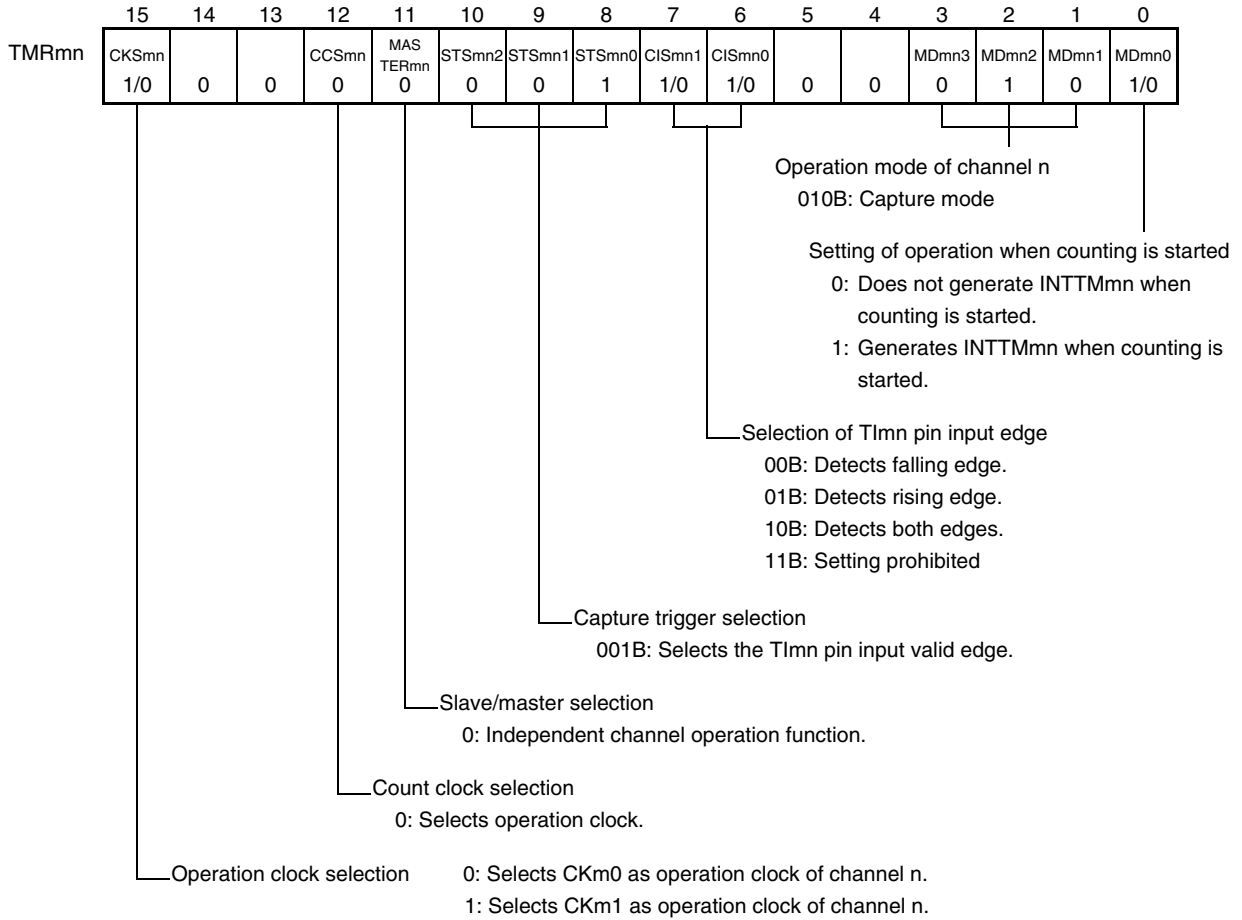 15 14 13 12 11 10 9 8 7 6 5 4 3 2 1 0
TMRmn CKSmn CCSmn MAS TERmn STSmn2 STSmn1 STSmn0 CISmn1 CISmn0 MDmn3 MDmn2 MDmn1 MDmn0
1/0 0 0 0 0 0 0 1 1/0 1/0 0 0 0 1 0 1/0
Operation mode of channel n
010B: Capture mode
Setting of operation when counting is started
0: Does not generate INTTMmn when
counting is started.
1: Generates INTTMmn when counting is
started.
Selection of TImn pin input edge
00B: Detects falling edge.
01B: Detects rising edge.
10B: Detects both edges.
11B: Setting prohibited
Capture trigger selection
001B: Selects the TImn pin input valid edge.
Slave/master selection
0: Independent channel operation function.
Count clock selection
0: Selects operation clock.
Operation clock selection 0: Selects CKm0 as operation clock of channel n.
1: Selects CKm1 as operation clock of channel n.